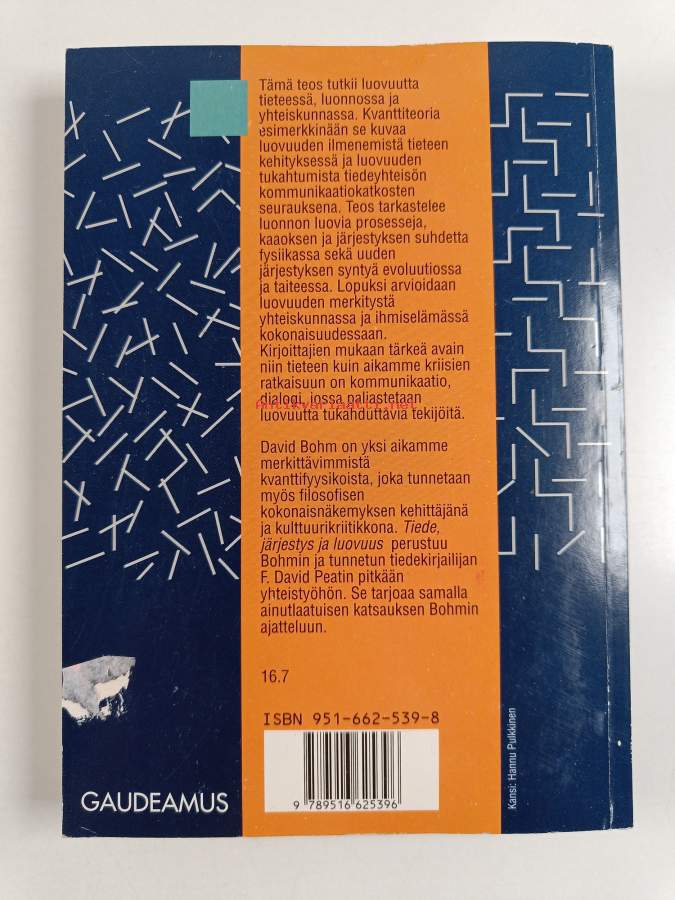 Tämä teos tutkii luovuutta
tieteessä, luonnossa ja
yhteiskunnassa. Kvanttiteoria
esimerkkinään se kuvaa
luovuuden ilmenemistä tieteen
kehityksessä ja luovuuden
tukahtumista tiedeyhteisön
kommunikaatiokatkosten
seurauksena. Teos tarkastelee
luonnon luovia prosesseja,
kaaoksen ja järjestyksen suhdetta
fysiikassa sekä uuden
järjestyksen syntyä evoluutiossa
ja taiteessa. Lopuksi arvioidaan
luovuuden merkitystä
yhteiskunnassa ja ihmiselämässä
kokonaisuudessaan.
Kirjoittajien mukaan tärkeä avain
niin tieteen kuin aikamme kriisien
ratkaisuun on kommunikaatio,
dialogi, jossa paljastetaan
Antikvariaatti.net
luovuutta tukahduttavia tekijöitä.
David Bohm on yksi aikamme
merkittävimmistä
kvanttifyysikoista, joka tunnetaan
myös filosofisen
kokonaisnäkemyksen kehittäjänä
ja kulttuurikriitikkona. Tiede,
järjestys ja luovuus perustuu
Bohmin ja tunnetun tiedekirjailijan
F. David Peatin pitkään
yhteistyöhön. Se tarjoaa samalla
ainutlaatuisen katsauksen Bohmin
ajatteluun.
16.7
ISBN 951-662-539-8
9 789516 625396
GAUDEAMUS
Kansi: Hannu Pulkkinen